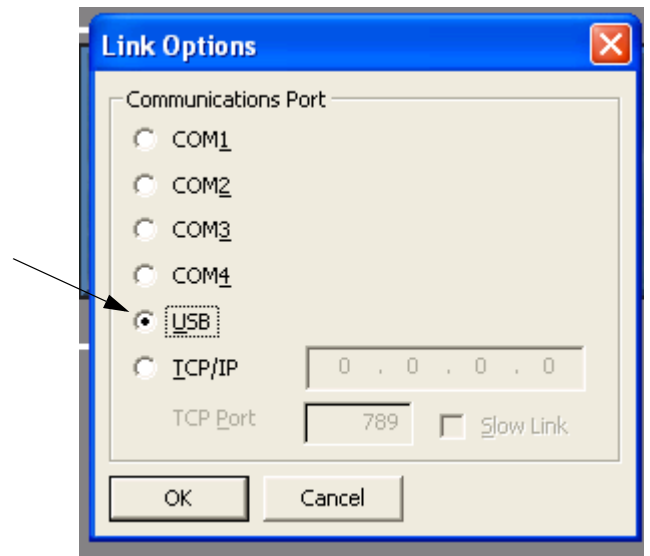 Link Options
Communications Port
COM1
COM2
COM3
COM4
USB
TCP/IP 0 . 0 . 0 . 0
TCP Port 789 Slow Link
OK Cancel